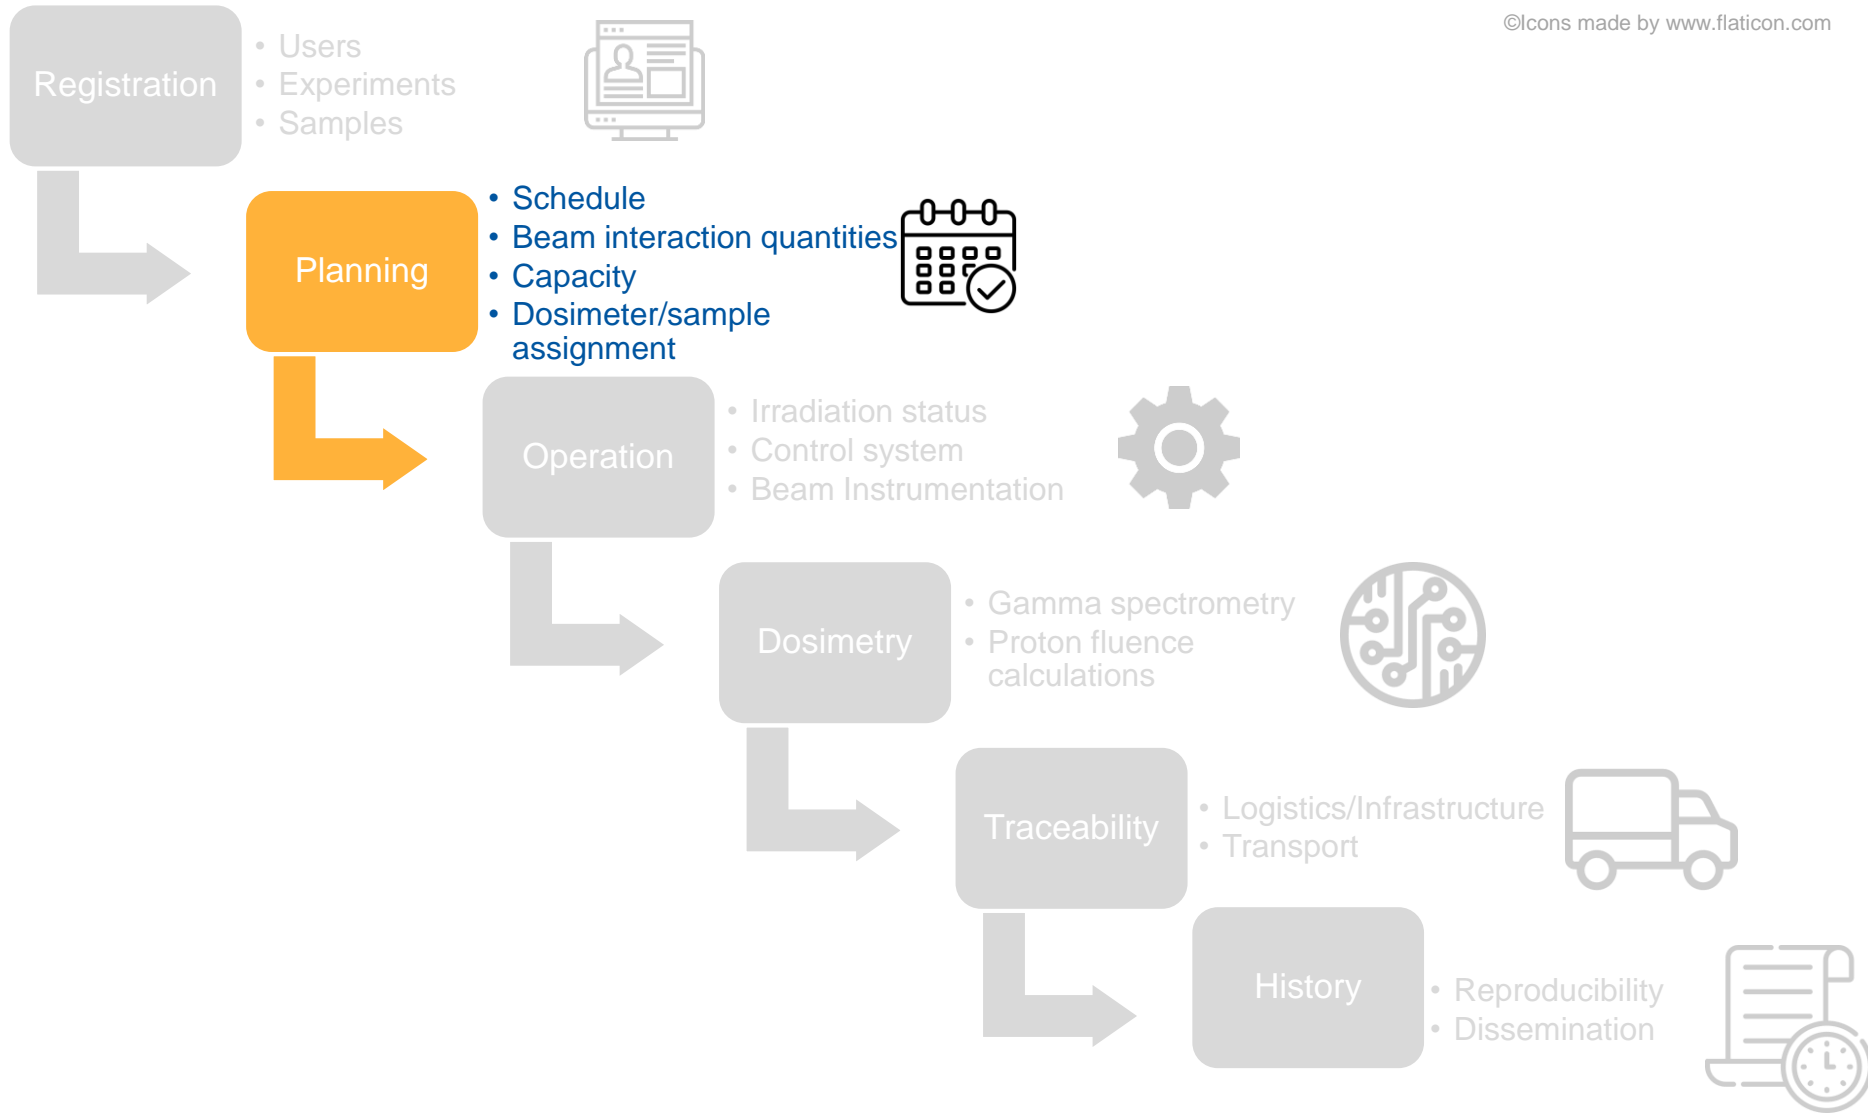 ©Icons made by www.flaticon.com
Registration
• Users
• Experiments
• Samples
Planning
• Schedule
• Beam interaction quantities
• Capacity
• Dosimeter/sample
assignment
Operation
• Irradiation status
• Control system
• Beam Instrumentation
Dosimetry
• Gamma spectrometry
• Proton fluence
calculations
Traceability
• Logistics/Infrastructure
• Transport
History
• Reproducibility
• Dissemination